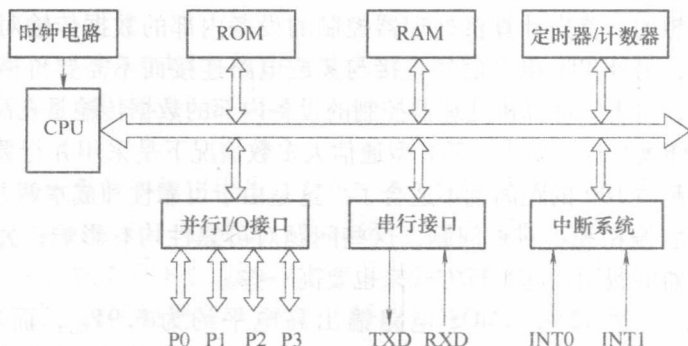 时钟电路
ROM
RAM
定时器/计数器
CPU
并行I/O接口
串行接口
中断系统
P0 P1 P2 P3
TXD RXD
INT0 INT1